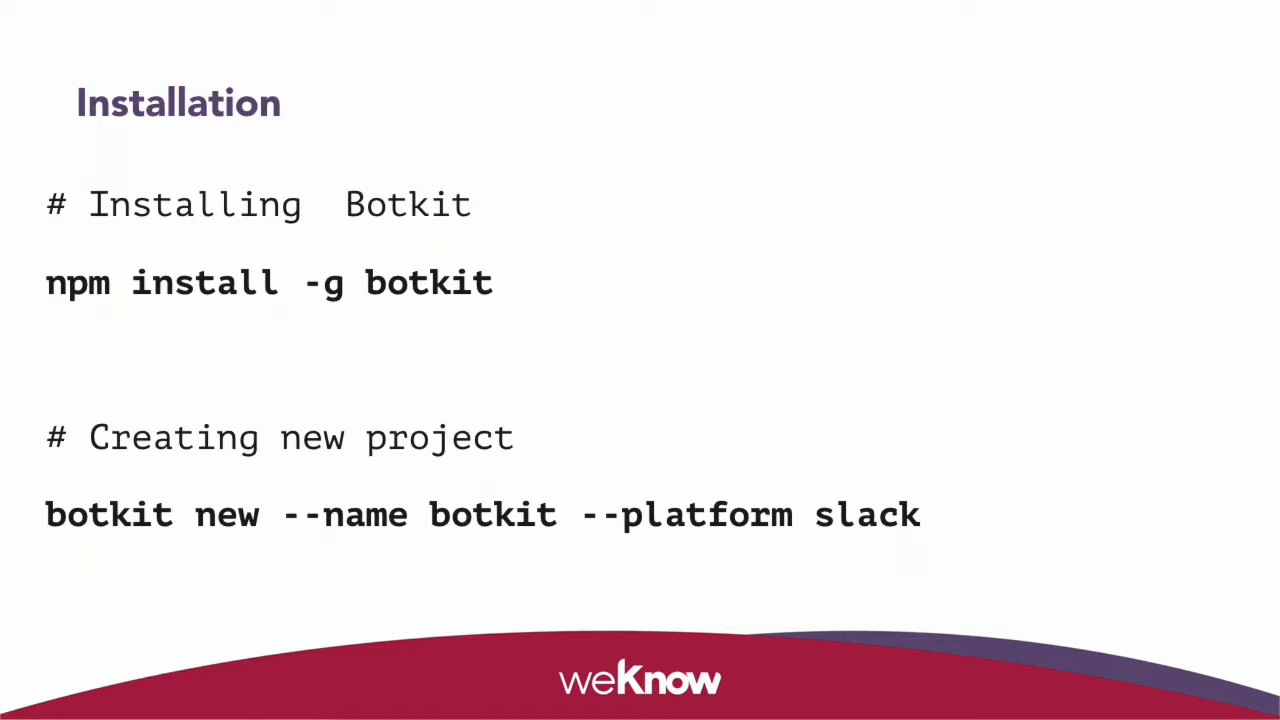 Installation
# Installing  Botkit
npm install -g botkit
# Creating new project
botkit new --name botkit --platform slack
weKnow